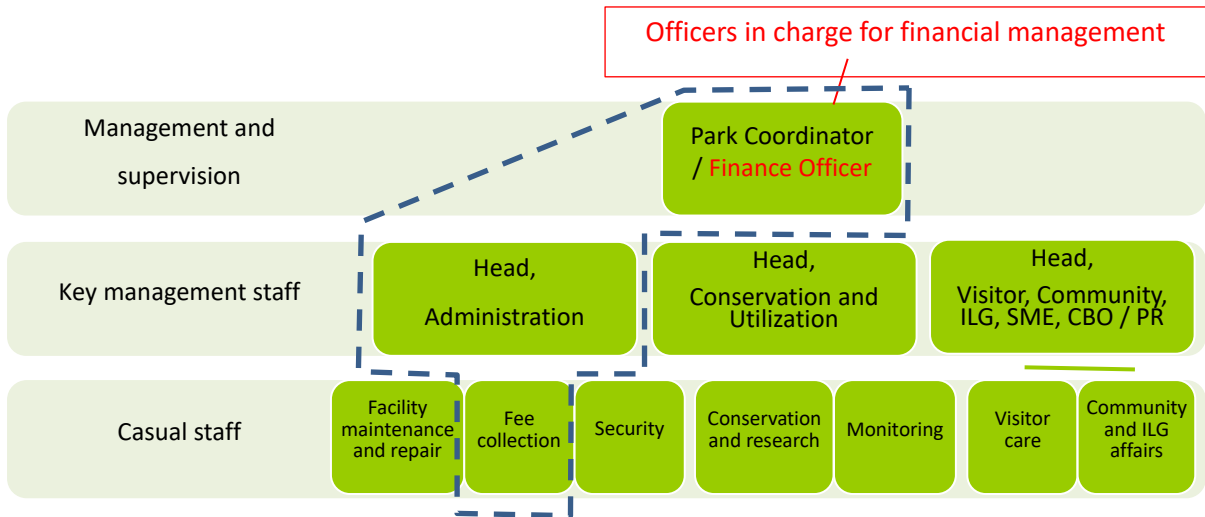 Officers in charge for financial management
Management and
supervision
Park Coordinator
/ Finance Officer
Key management staff
Head,
Administration
Head,
Conservation and
Utilization
Head,
Visitor, Community,
ILG, SME, CBO / PR
Casual staff
Facility
maintenance
and repair
Fee
collection
Security
Conservation
and research
Monitoring
Visitor
care
Community
and ILG
affairs